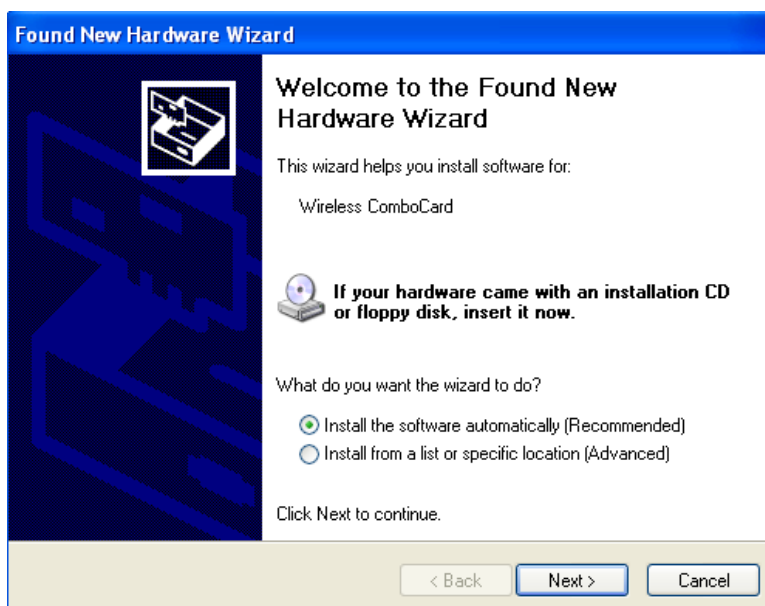 Found New Hardware Wizard
Welcome to the Found New
Hardware Wizard
This wizard helps you install software for:
Wireless ComboCard
If your hardware came with an installation CD
or floppy disk, insert it now.
What do you want the wizard to do?
Install the software automatically (Recommended)
Install from a list or specific location (Advanced)
Click Next to continue.
< Back Next > Cancel